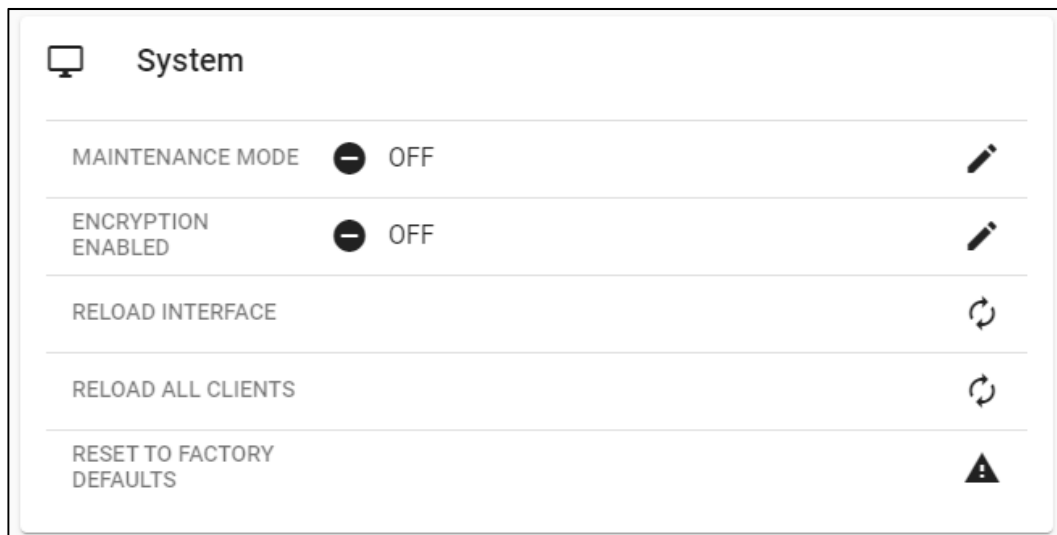 System
MAINTENANCE MODE OFF
ENCRYPTION
ENABLED OFF
RELOAD INTERFACE
RELOAD ALL CLIENTS
RESET TO FACTORY
DEFAULTS